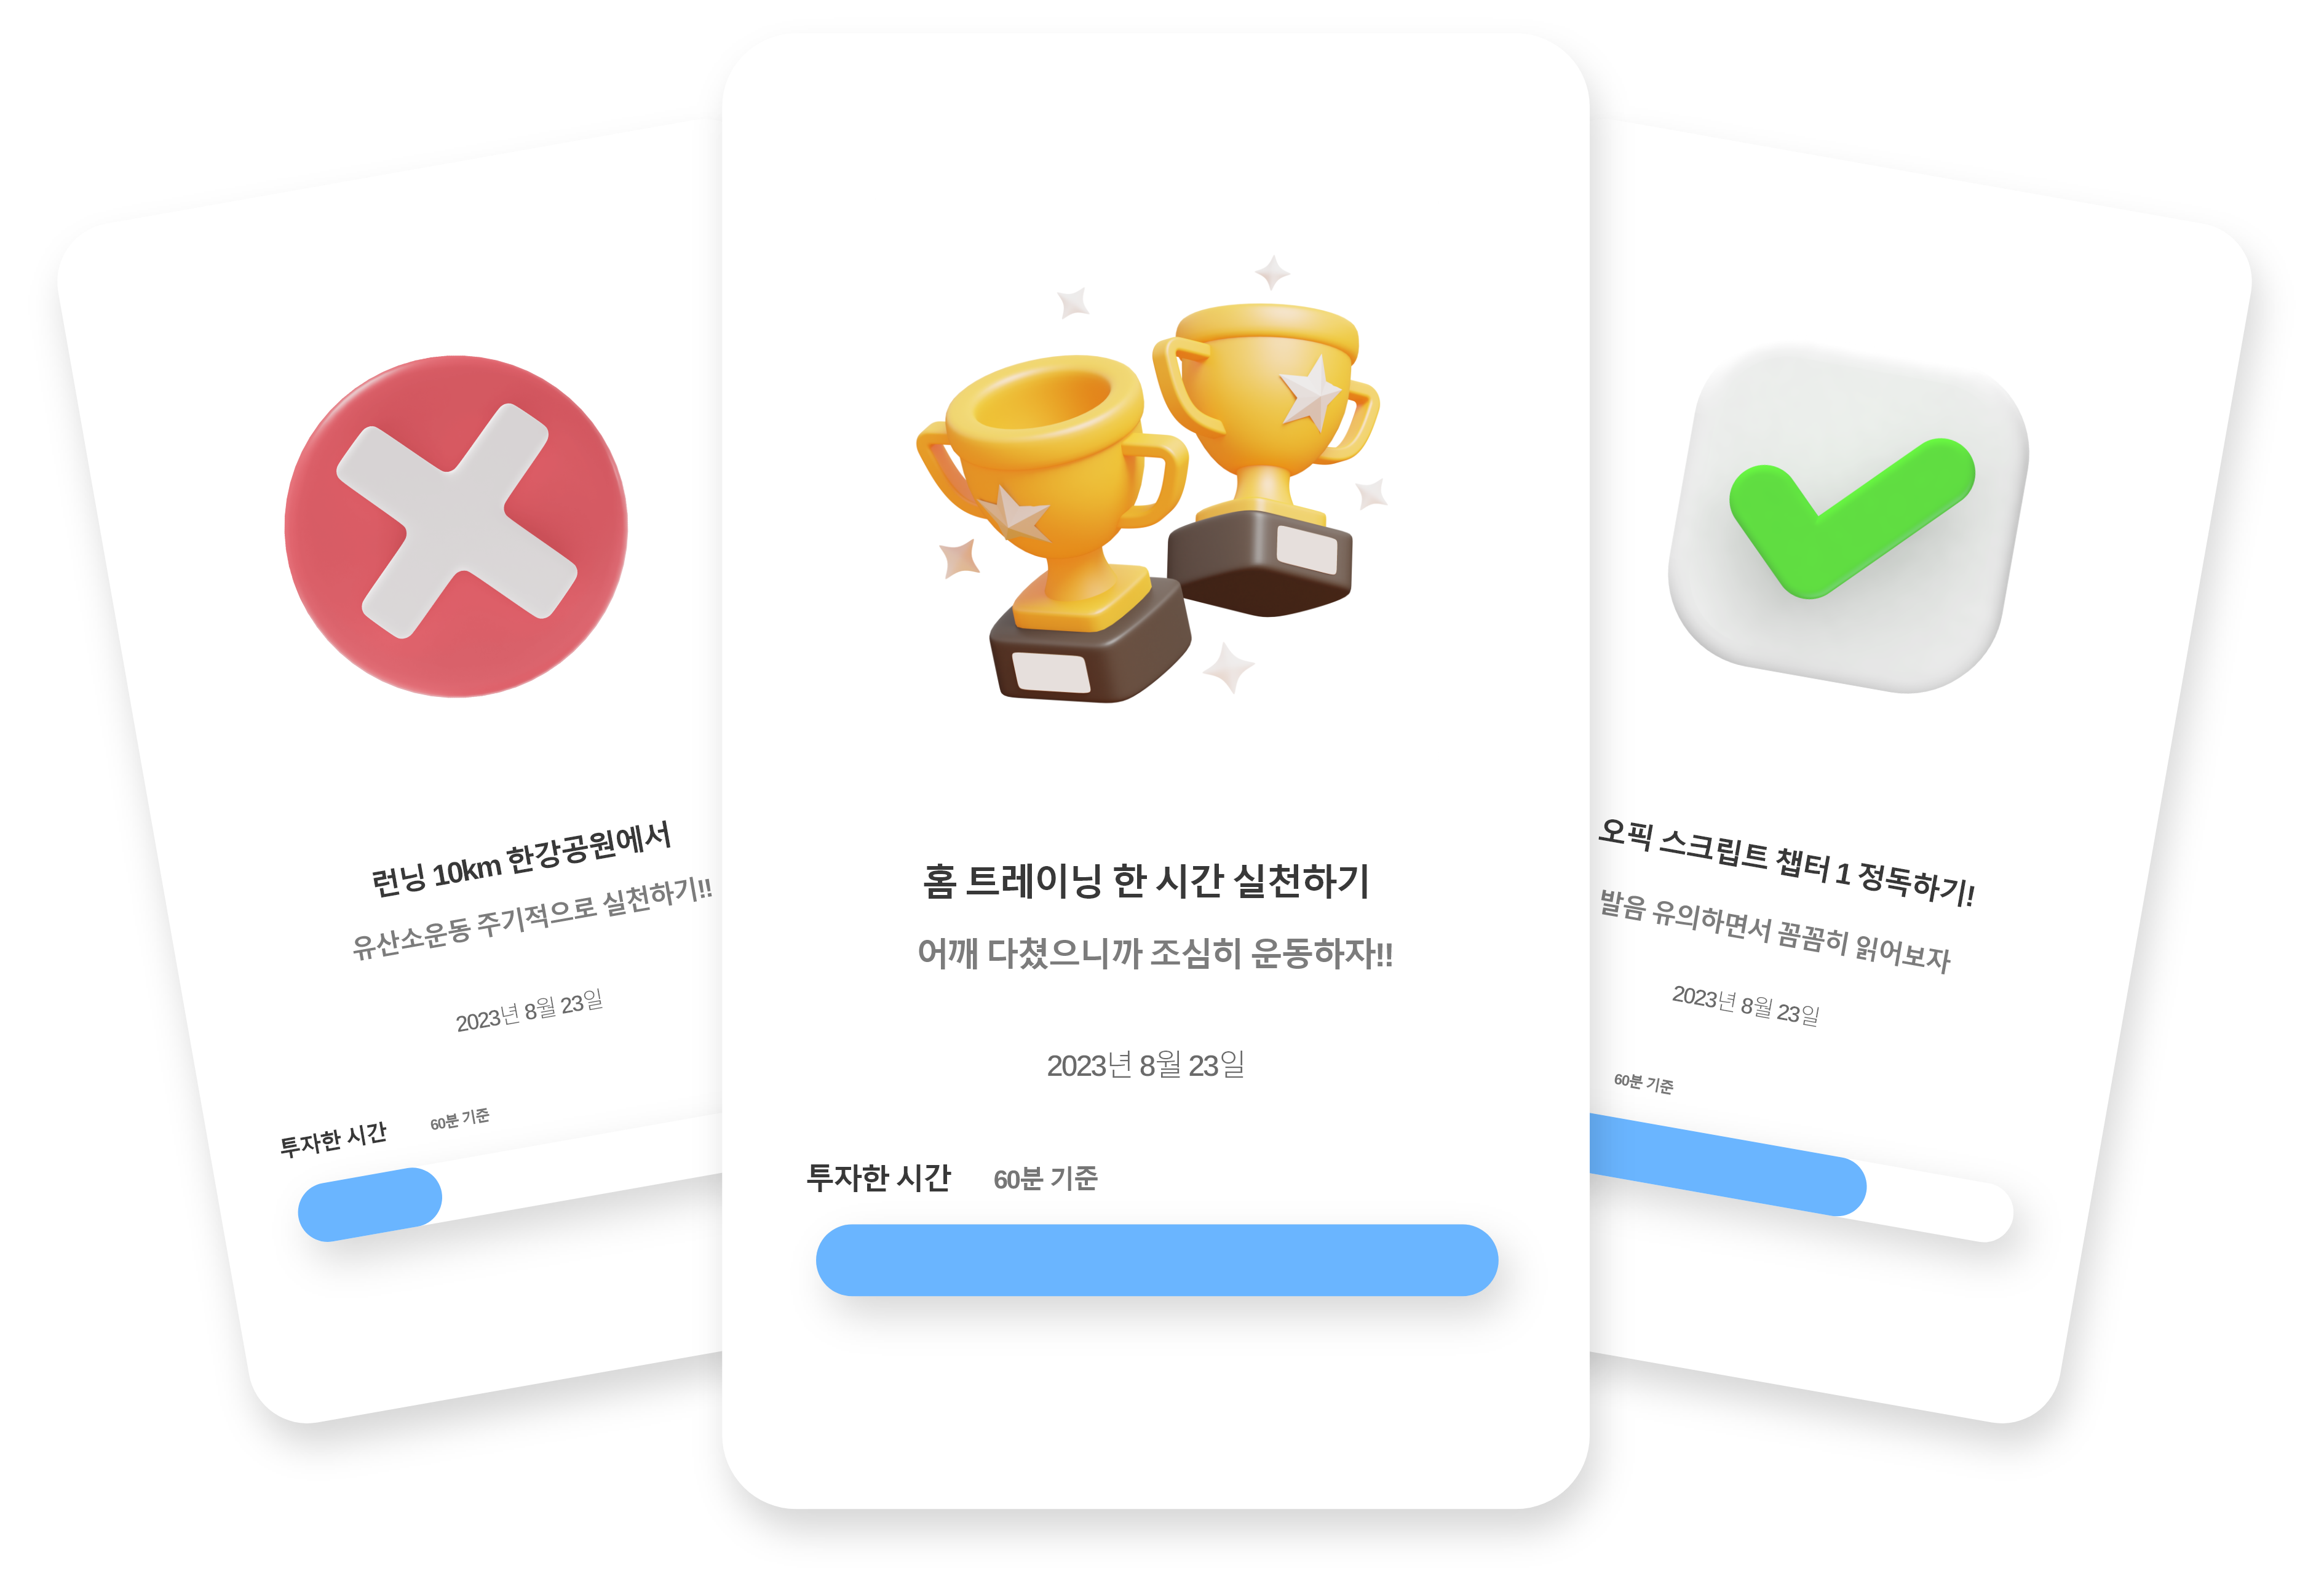 런닝 10km 한강공원에서
유산소운동 주기적으로 실천하기!!
2023년 8월 23일
투자한 시간 60분 기준
홈 트레이닝 한 시간 실천하기
어깨 다쳤으니까 조심히 운동하자!!
2023년 8월 23일
투자한 시간 60분 기준
오픽 스크립트 챕터 1 정독하기!
발음 유의하면서 꼼꼼히 읽어보자
2023년 8월 23일
60분 기준